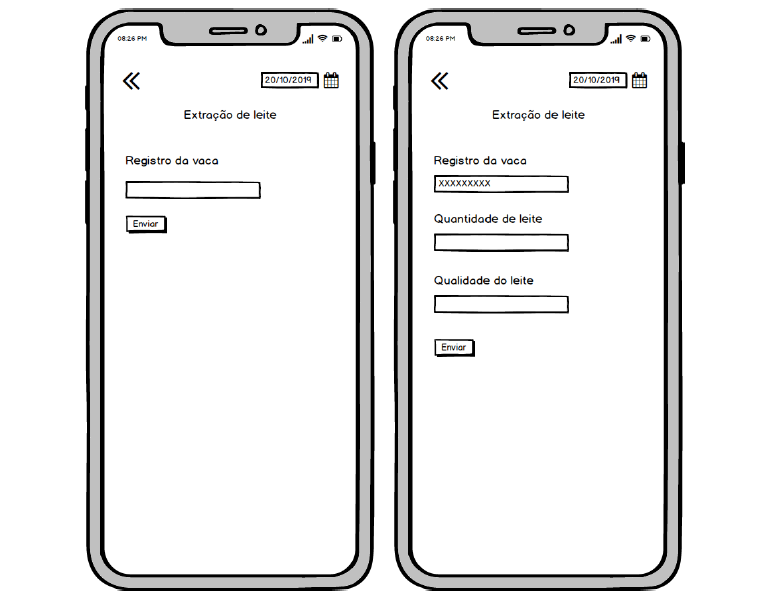 08:26 PM
20/10/2019
Extração de leite
Registro da vaca
Enviar
08:26 PM
20/10/2019
Extração de leite
Registro da vaca
XXXXXXXXX
Quantidade de leite
Qualidade do leite
Enviar